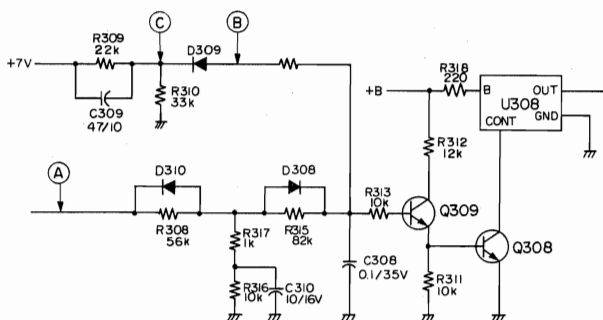 C
B
R309
22k
D309
+7V
C309
47/10
R310
33k
+B
R318
220
B
OUT
U308
CONT
GND
R312
12k
A
D310
D308
R308
56k
R315
82k
R313
10k
Q309
R317
1k
C308
0.1/35V
Q308
R316
10k
C310
10/16V
R311
10k